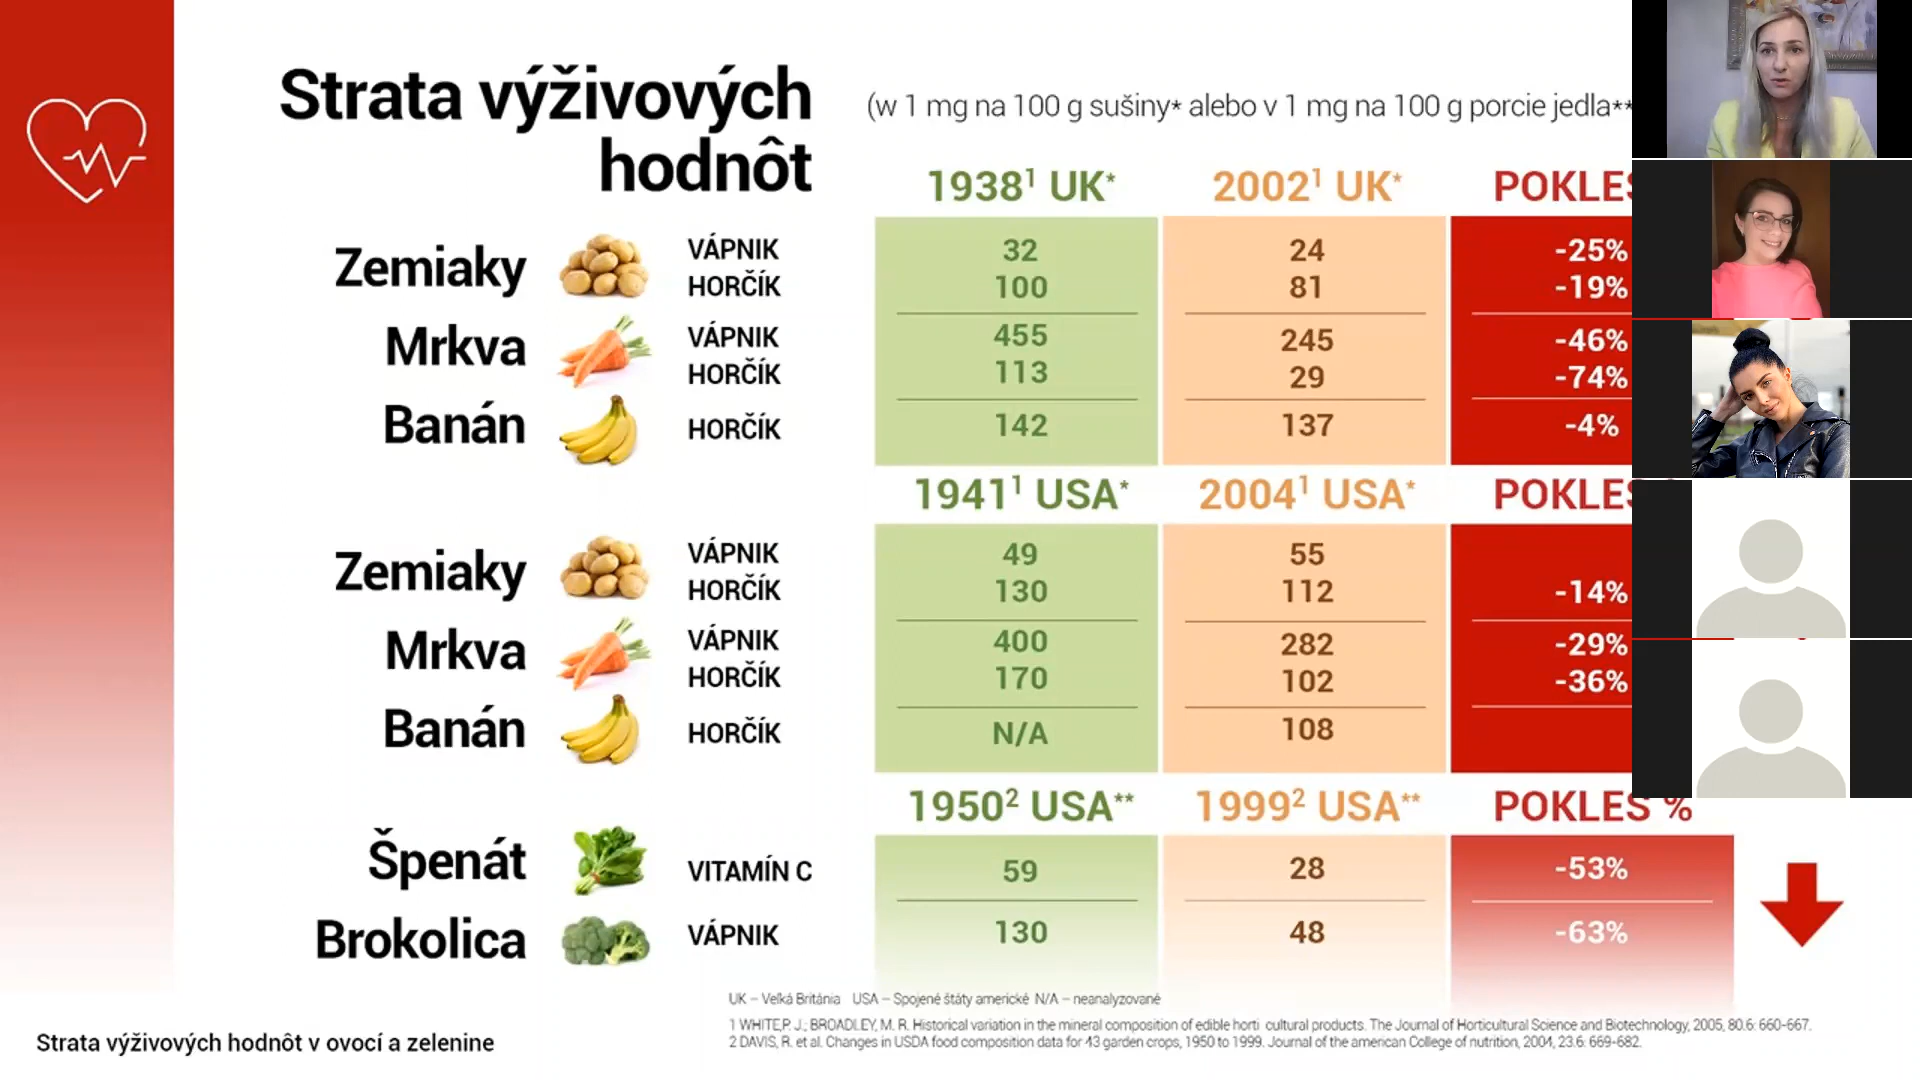 Strata výživových
hodnôt
(w 1 mg na 100 g sušiny* alebo v 1 mg na 100 g porcie jedla**
1938¹ UK* 2002¹ UK* POKLES
Zemiaky VÁPNIK 32 24 -25%
HORČÍK 100 81 -19%
Mrkva VÁPNIK 455 245 -46%
HORČÍK 113 29 -74%
Banán HORČÍK 142 137 -4%
1941¹ USA* 2004¹ USA* POKLES
Zemiaky VÁPNIK 49 55
HORČÍK 130 112 -14%
Mrkva VÁPNIK 400 282 -29%
HORČÍK 170 102 -36%
Banán HORČÍK N/A 108
1950² USA** 1999² USA** POKLES %
Špenát VITAMÍN C 59 28 -53%
Brokolica VÁPNIK 130 48 -63%
UK – Veľká Británia USA – Spojené štáty americké N/A – neanalyzované
1 WHITE,P. J.; BROADLEY, M. R. Historical variation in the mineral composition of edible horti cultural products. The Journal of Horticultural Science and Biotechnology, 2005, 80.6: 660-667.
2 DAVIS, R. et al. Changes in USDA food composition data for 43 garden crops, 1950 to 1999. Journal of the american College of nutrition, 2004, 23.6: 669-682.
Strata výživových hodnôt v ovocí a zelenine